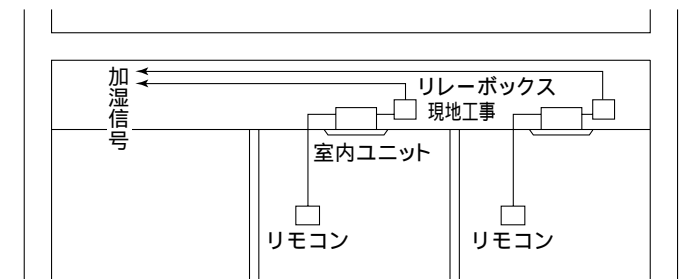 加湿信号
リレーボックス
現地工事
室内ユニット
リモコン
リモコン